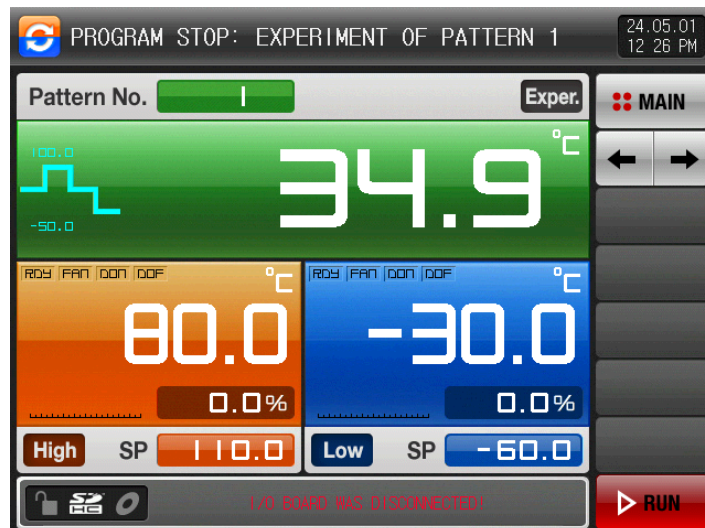 PROGRAM STOP: EXPERIMENT OF PATTERN 1
24.05.01
12 26 PM
Pattern No. 1
Exper.
MAIN
100.0
-50.0
34.9 °C
RDY FAN DON DOF
°C
80.0
0.0%
High SP 110.0
RDY FAN DON DOF
°C
-30.0
0.0%
Low SP -60.0
SD HC
I/O BOARD WAS DISCONNECTED!
RUN